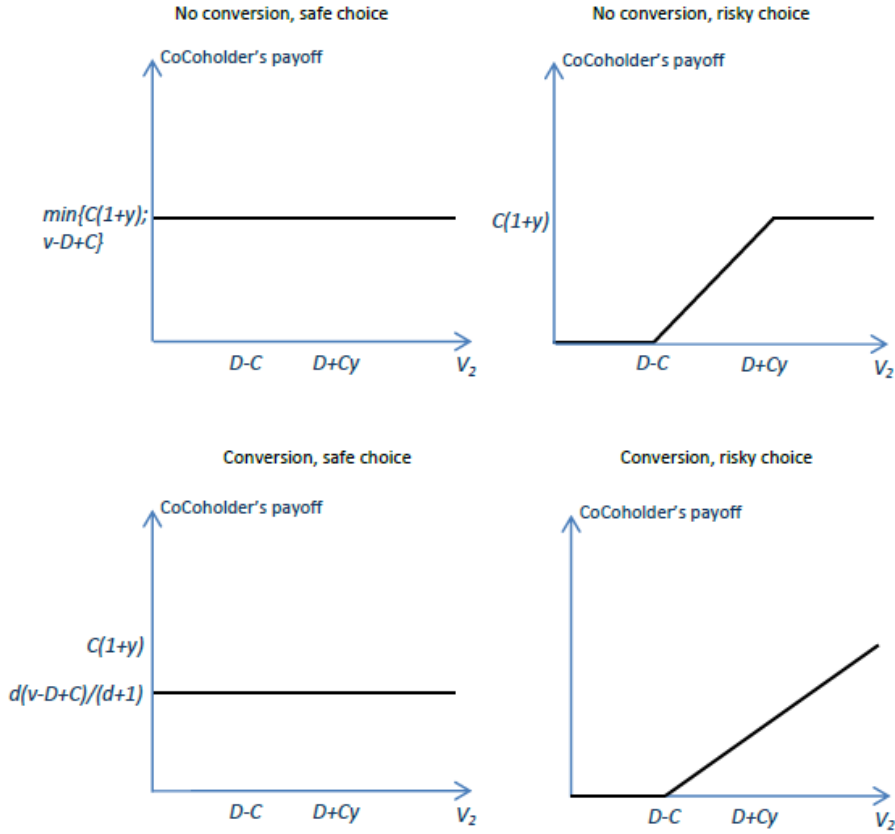 No conversion, safe choice
No conversion, risky choice
CoCoholder's payoff
CoCoholder's payoff
min{C(1+y);
v-D+C}
C(1+y)
D-C
D+Cy
V₂
D-C
D+Cy
V₂
Conversion, safe choice
Conversion, risky choice
CoCoholder's payoff
CoCoholder's payoff
C(1+y)
d(v-D+C)/(d+1)
D-C
D+Cy
V₂
D-C
D+Cy
V₂